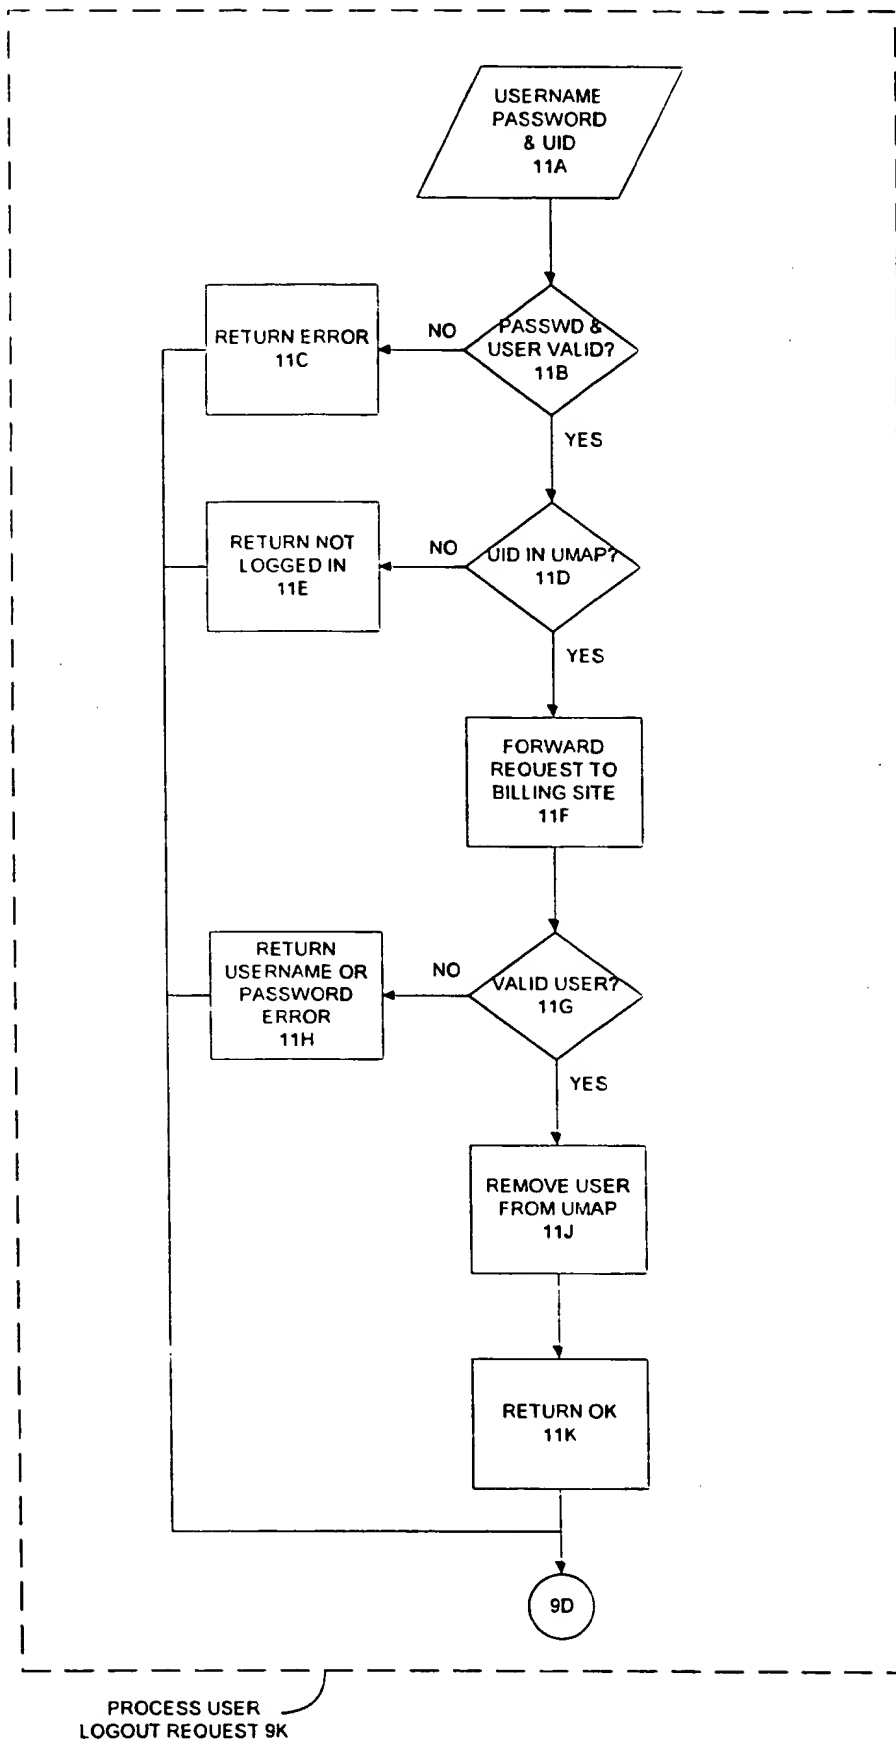 USERNAME
PASSWORD
& UID
11A
PASSWD &
USER VALID?
11B
NO
RETURN ERROR
11C
YES
UID IN UMAP?
11D
NO
RETURN NOT
LOGGED IN
11E
YES
FORWARD
REQUEST TO
BILLING SITE
11F
VALID USER?
11G
NO
RETURN
USERNAME OR
PASSWORD
ERROR
11H
YES
REMOVE USER
FROM UMAP
11J
RETURN OK
11K
9D
PROCESS USER
LOGOUT REQUEST 9K